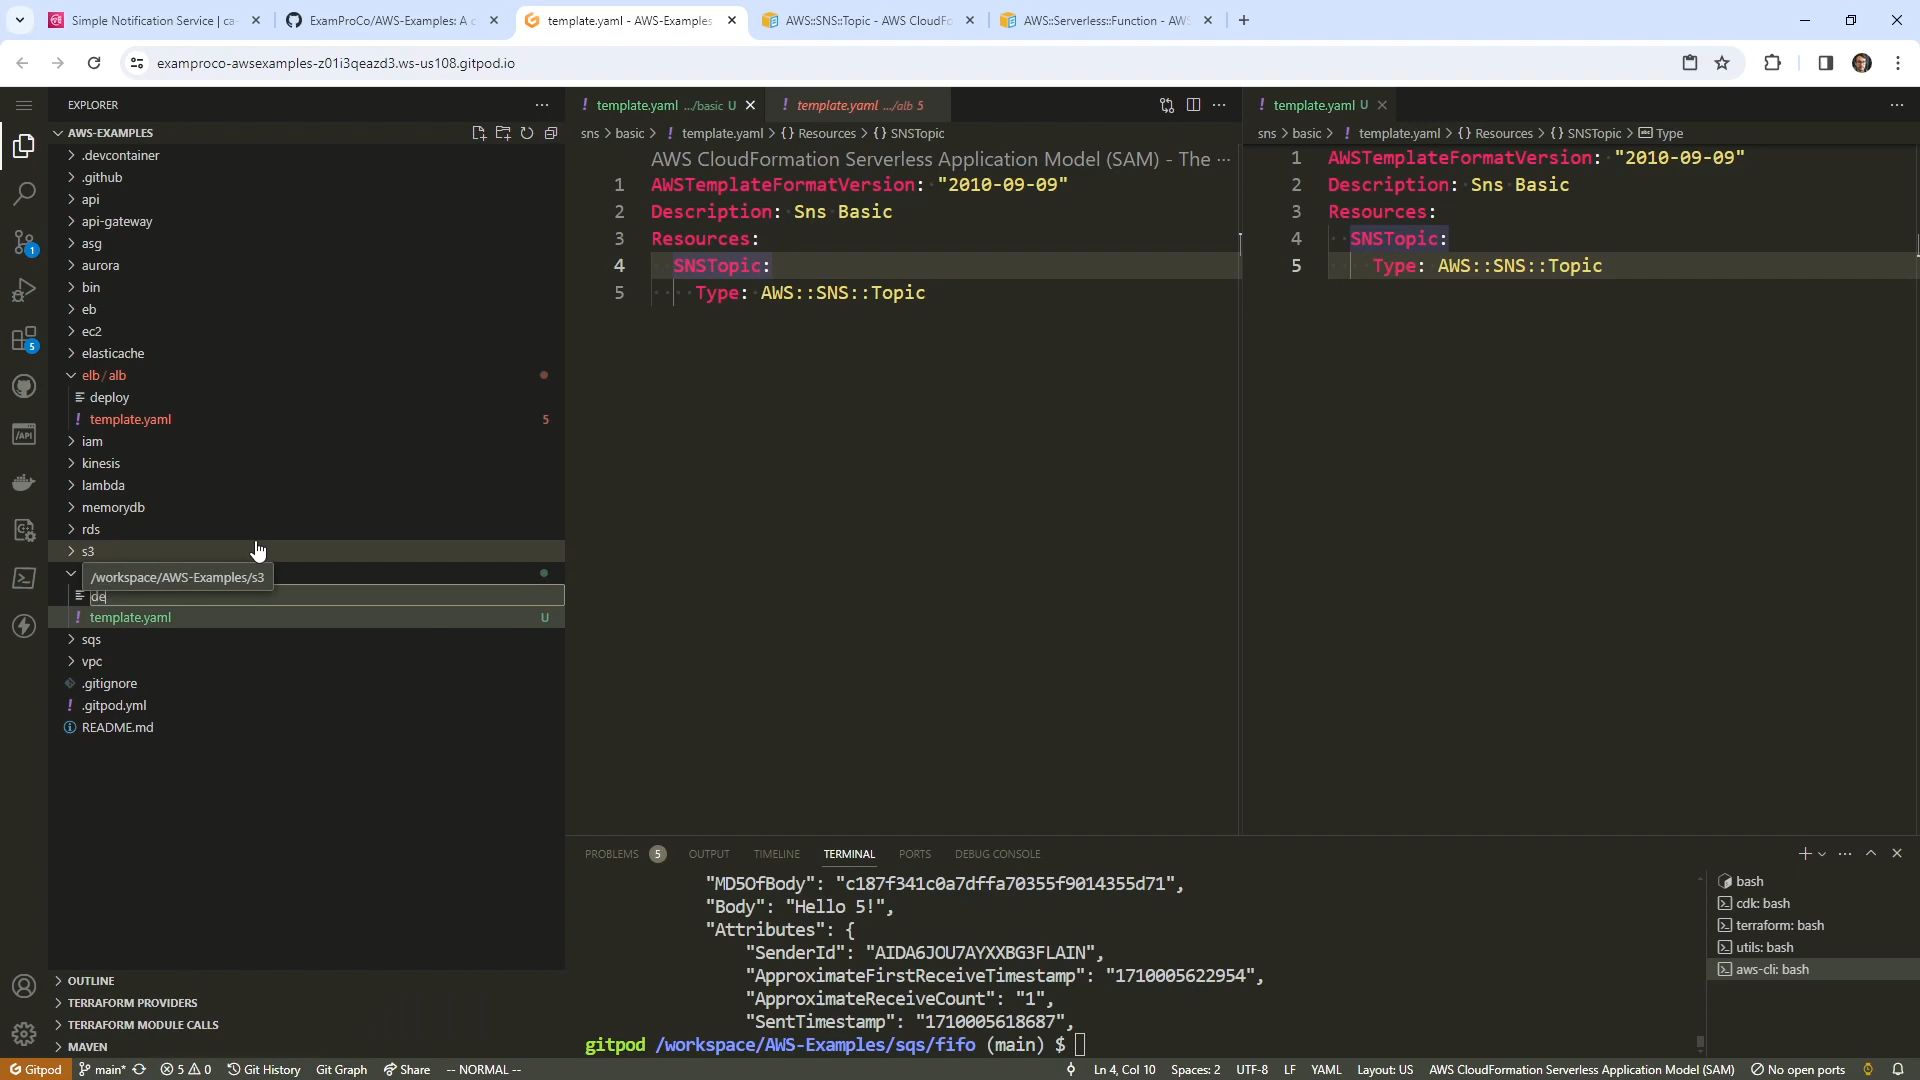 Simple Notification Service | ca
ExamProCo/AWS-Examples: A c
template.yaml - AWS-Examples
AWS::SNS::Topic - AWS CloudFo
AWS::Serverless::Function - AWS
examproco-awsexamples-z01i3qeazd3.ws-us108.gitpod.io
EXPLORER
AWS-EXAMPLES
.devcontainer
.github
api
api-gateway
asg
aurora
bin
eb
ec2
elasticache
elb / alb
deploy
template.yaml 5
iam
kinesis
lambda
memorydb
rds
s3
/workspace/AWS-Examples/s3
de
template.yaml U
sqs
vpc
.gitignore
.gitpod.yml
README.md
OUTLINE
TERRAFORM PROVIDERS
TERRAFORM MODULE CALLS
MAVEN
1
5
/API
template.yaml .../basic U
template.yaml .../alb 5
sns > basic > ! template.yaml > {} Resources > {} SNSTopic
AWS CloudFormation Serverless Application Model (SAM) - The ...
1 AWSTemplateFormatVersion: "2010-09-09"
2 Description: Sns Basic
3 Resources:
4 SNSTopic:
5 Type: AWS::SNS::Topic
template.yaml U
sns > basic > ! template.yaml > {} Resources > {} SNSTopic > Type
1 AWSTemplateFormatVersion: "2010-09-09"
2 Description: Sns Basic
3 Resources:
4 SNSTopic:
5 Type: AWS::SNS::Topic
PROBLEMS 5 OUTPUT TIMELINE TERMINAL PORTS DEBUG CONSOLE
"MD5OfBody": "c187f341c0a7dffa70355f9014355d71",
"Body": "Hello 5!",
"Attributes": {
"SenderId": "AIDA6JOU7AYXXBG3FLAIN",
"ApproximateFirstReceiveTimestamp": "1710005622954",
"ApproximateReceiveCount": "1",
"SentTimestamp": "1710005618687",
gitpod /workspace/AWS-Examples/sqs/fifo (main) $
bash
cdk: bash
terraform: bash
utils: bash
aws-cli: bash
Gitpod main* 5 0 Git History Git Graph Share -- NORMAL -- Ln 4, Col 10 Spaces: 2 UTF-8 LF YAML Layout: US AWS CloudFormation Serverless Application Model (SAM) No open ports